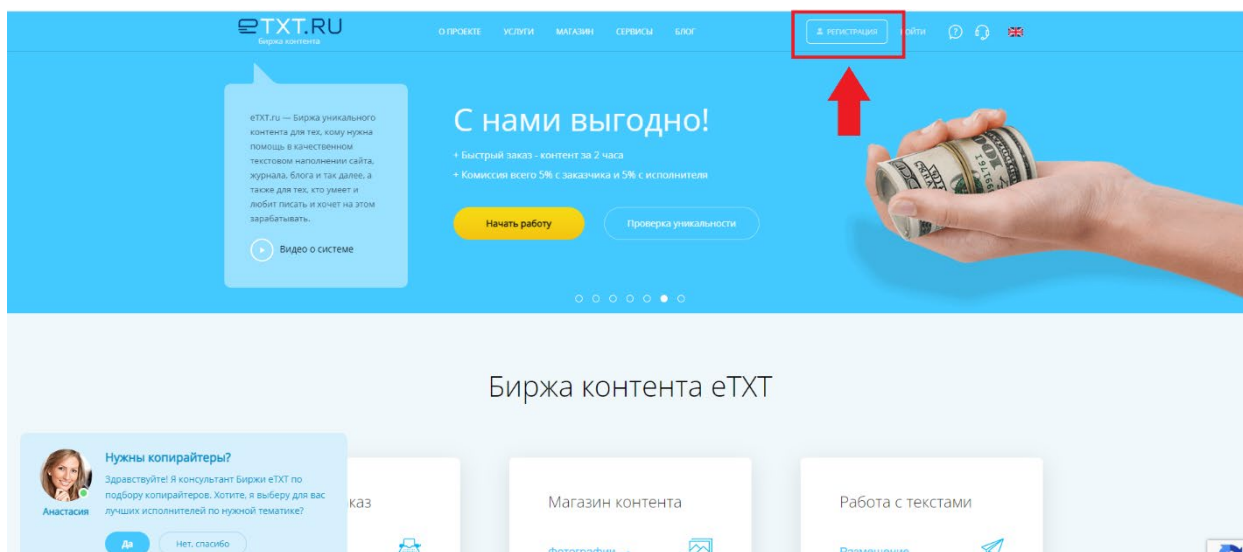 eTXT.RU
биржа контента
О ПРОЕКТЕ УСЛУГИ МАГАЗИН СЕРВИСЫ БЛОГ
РЕГИСТРАЦИЯ
ВОЙТИ
eTXT.ru — Биржа уникального
контента для тех, кому нужна
помощь в качественном
текстовом наполнении сайта,
журнала, блога и так далее, а
также для тех, кто умеет и
любит писать и хочет на этом
зарабатывать.
Видео о системе
С нами выгодно!
+ Быстрый заказ - контент за 2 часа
+ Комиссия всего 5% с заказчика и 5% с исполнителя
Начать работу
Проверка уникальности
100
Биржа контента eTXT
Нужны копирайтеры?
Здравствуйте! Я консультант Биржи eTXT по
подбору копирайтеров. Хотите, я выберу для вас
лучших исполнителей по нужной тематике?
Анастасия
Да
Нет, спасибо
каз
Магазин контента
Фотографии
Работа с текстами
Размещение